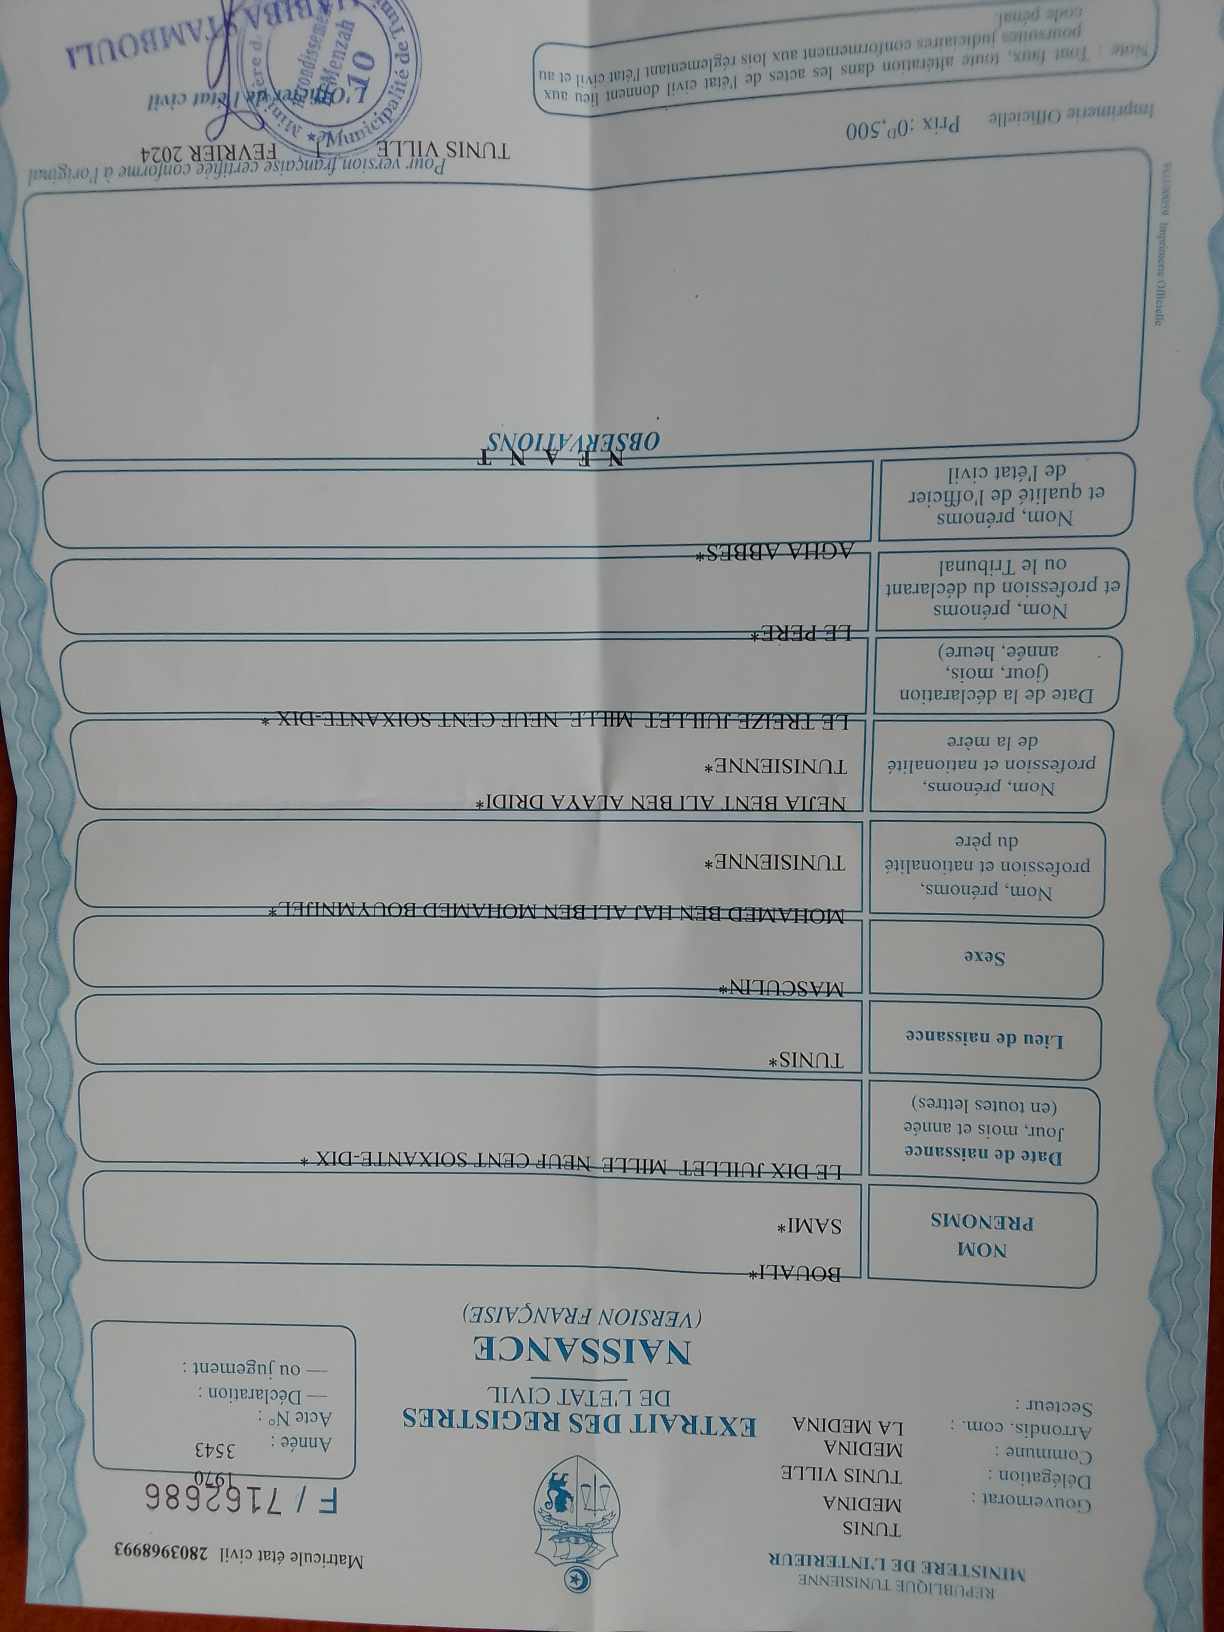 REPUBLIQUE TUNISIENNE
MINISTERE DE L'INTERIEUR
Matricule état civil 2803968993
F / 7162686
TUNIS
Gouvernorat : MEDINA
Délégation : TUNIS VILLE
Commune : MEDINA
Arrondis. com. : LA MEDINA
Secteur :
EXTRAIT DES REGISTRES
DE L'ETAT CIVIL
NAISSANCE
(VERSION FRANÇAISE)
1970
Année : 3543
Acte N° :
— Déclaration :
— ou jugement :
NOM
PRENOMS
BOUALI*
SAMI*
Date de naissance
Jour, mois et année
(en toutes lettres)
LE DIX JUILLET MILLE NEUF CENT SOIXANTE-DIX *
Lieu de naissance
TUNIS*
Sexe
MASCULIN*
Nom, prénoms,
profession et nationalité
du père
MOHAMED BEN HAJ ALI BEN MOHAMED BOUYMNIJEL*
TUNISIENNE*
Nom, prénoms,
profession et nationalité
de la mère
NEJIA BENT ALI BEN ALAYA DRIDI*
TUNISIENNE*
Date de la déclaration
(jour, mois,
année, heure)
LE TREIZE JUILLET MILLE NEUF CENT SOIXANTE-DIX *
Nom, prénoms
et profession du déclarant
ou le Tribunal
LE PERE*
Nom, prénoms
et qualité de l'officier
de l'état civil
AGHA ABBES*
N E A N T
OBSERVATIONS
Imprimerie Officielle
Imprimerie Officielle Prix : 0ᴰ,500
Note : Tout faux, toute altération dans les actes de l'état civil donnent lieu aux
poursuites judiciaires conformement aux lois réglementant l'état civil et au
code pénal.
Pour version française certifiée conforme à l'original
TUNIS VILLE 1 FEVRIER 2024
L'Officier de l'état civil
Municipalité de Tuni
Menzah
10
STAMBOULI